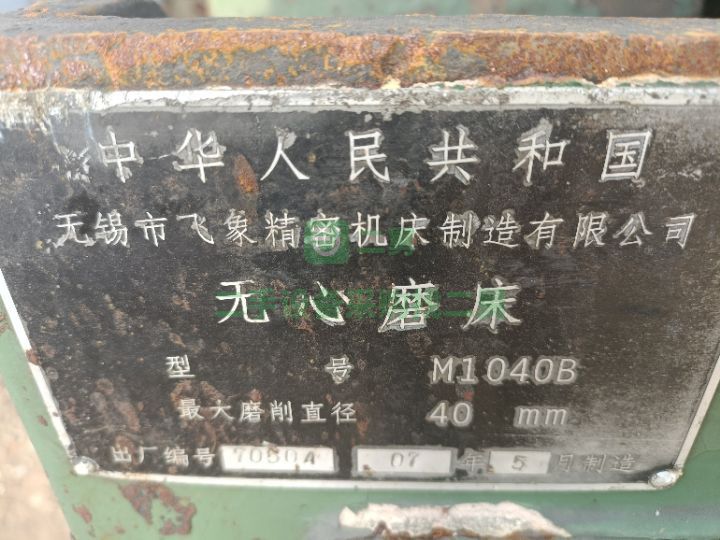 中华人民共和国
无锡市飞象精密机床制造有限公司
无心磨床
型 号 M1040B
最大磨削直径 40 mm
出厂编号 70504 07 年 5 月制造